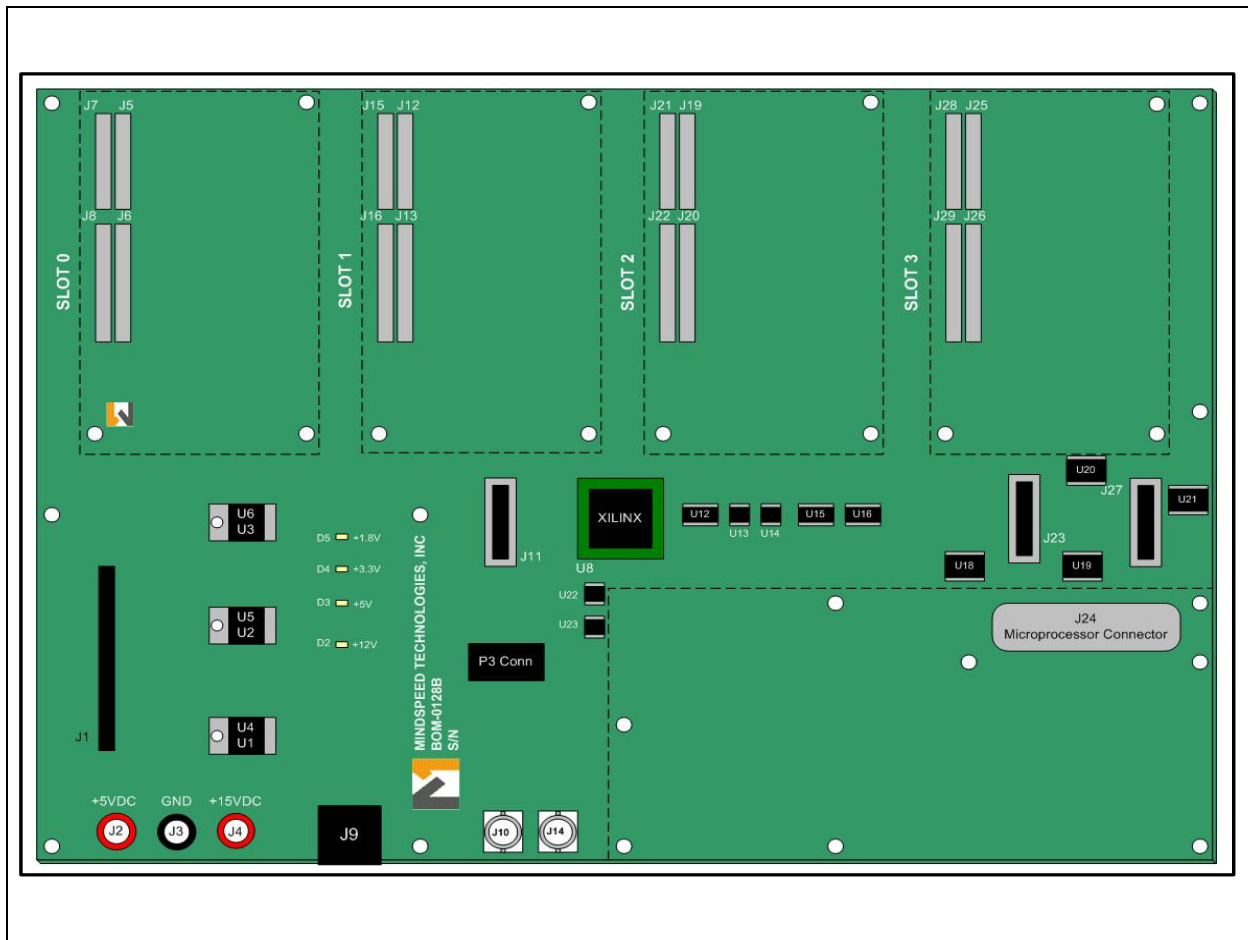 J7 J5
J15 J12
J21 J19
J28 J25
J8 J6
J16 J13
J22 J20
J29 J26
SLOT 0
SLOT 1
SLOT 2
SLOT 3
U20
J27
U21
U6
U3
D5 +1.8V
J11
XILINX
U12
U13
U14
U15
U16
J23
D4 +3.3V
U8
U18
U19
U22
D3 +5V
U5
U2
U23
D2 +12V
J24
Microprocessor Connector
P3 Conn
MINDSPEED TECHNOLOGIES, INC
BOM-0128B
S/N
J1
U4
U1
+5VDC GND +15VDC
J2 J3 J4
J9
J10 J14